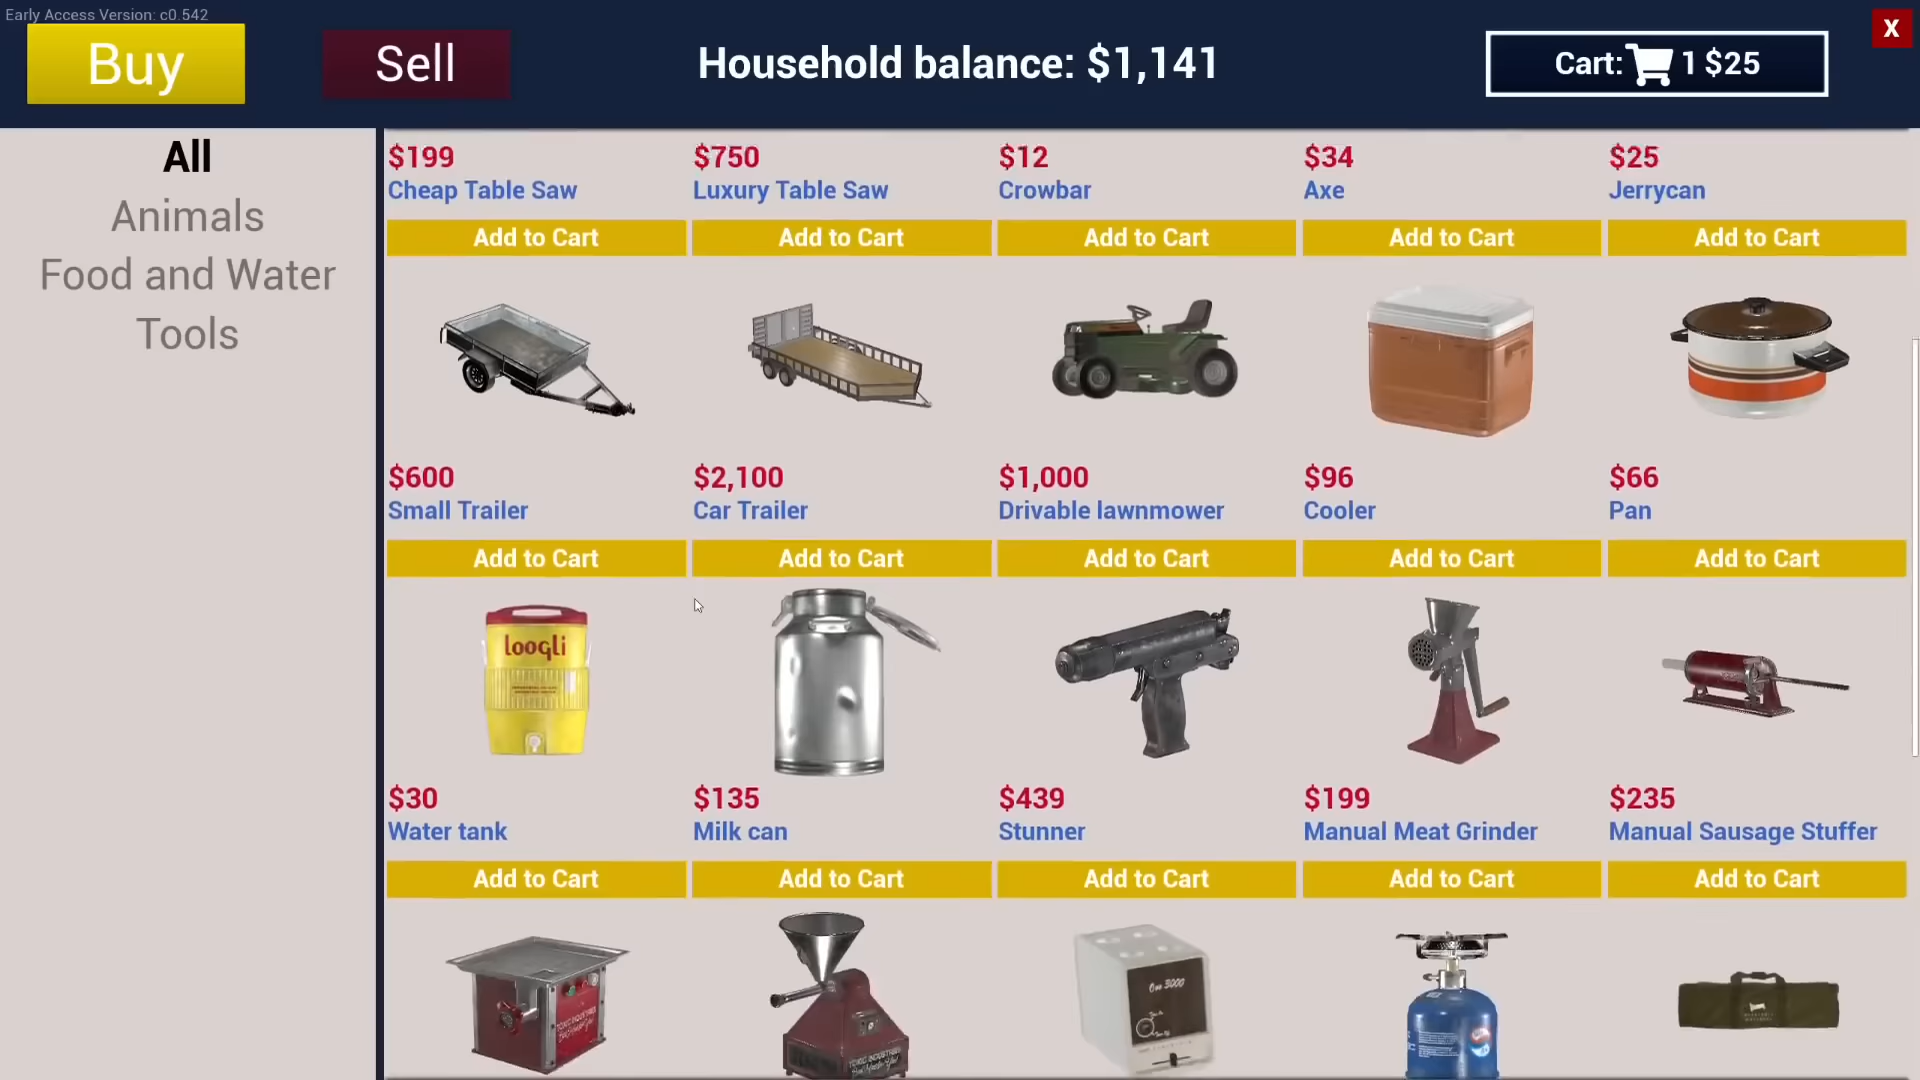 Early Access Version: c0.542
Buy
Sell
Household balance: $1,141
Cart: 1 $25
X
All
Animals
Food and Water
Tools
$199
Cheap Table Saw
Add to Cart
$750
Luxury Table Saw
Add to Cart
$12
Crowbar
Add to Cart
$34
Axe
Add to Cart
$25
Jerrycan
Add to Cart
$600
Small Trailer
Add to Cart
$2,100
Car Trailer
Add to Cart
$1,000
Drivable lawnmower
Add to Cart
$96
Cooler
Add to Cart
$66
Pan
Add to Cart
loogli
$30
Water tank
Add to Cart
$135
Milk can
Add to Cart
$439
Stunner
Add to Cart
$199
Manual Meat Grinder
Add to Cart
$235
Manual Sausage Stuffer
Add to Cart
TOXIC INDUSTRIES
TOXIC INDUSTRIES
3000